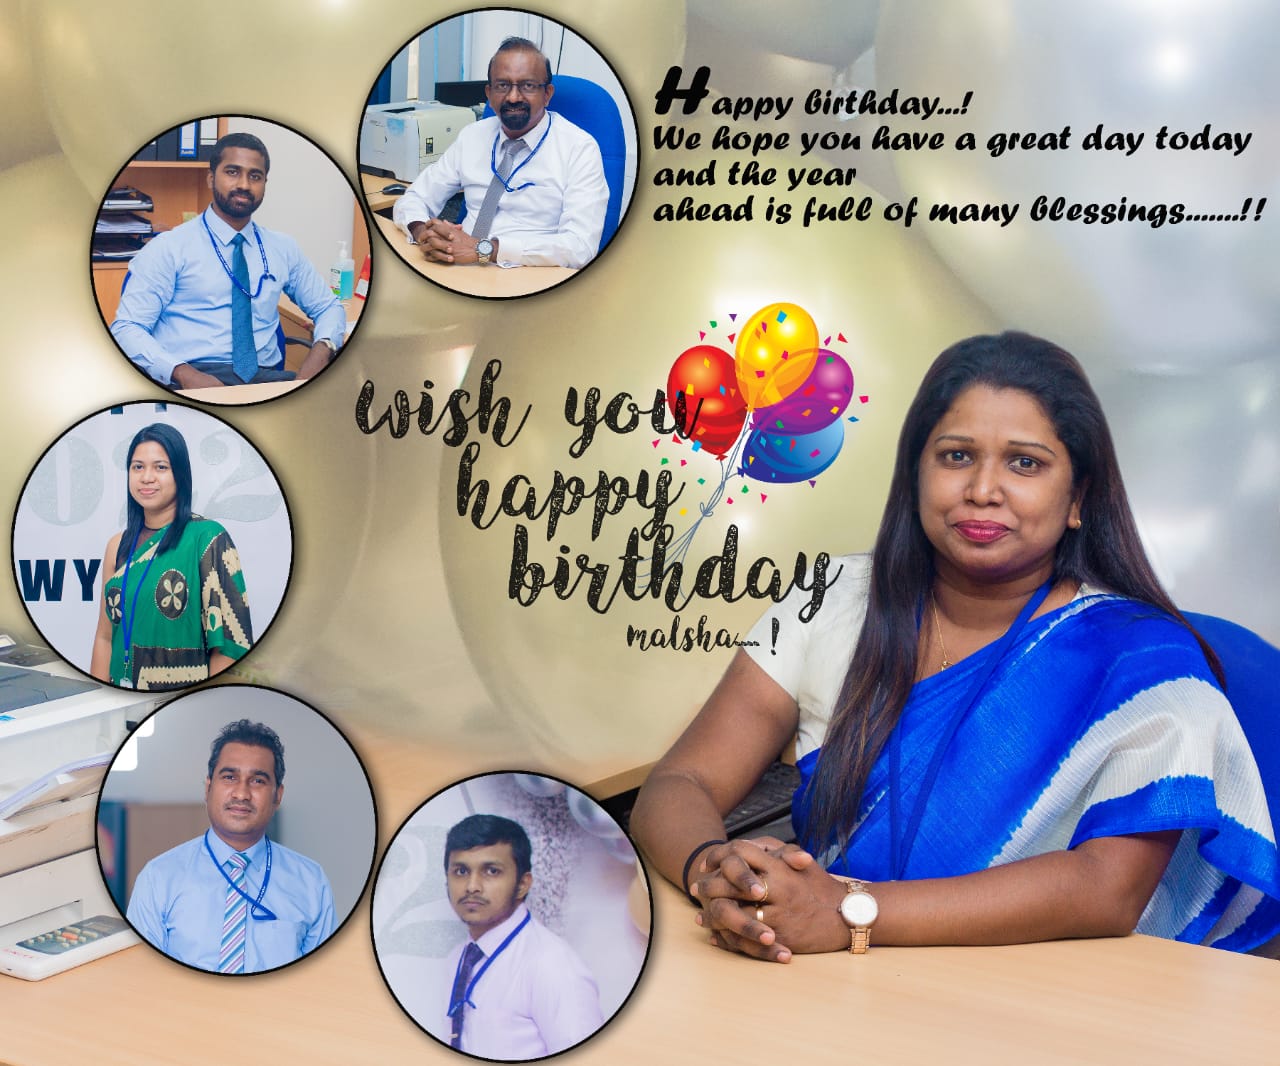 Happy birthday...!
We hope you have a great day today
and the year
ahead is full of many blessings.......!!
wish you
happy
birthday
malsha....!
WY